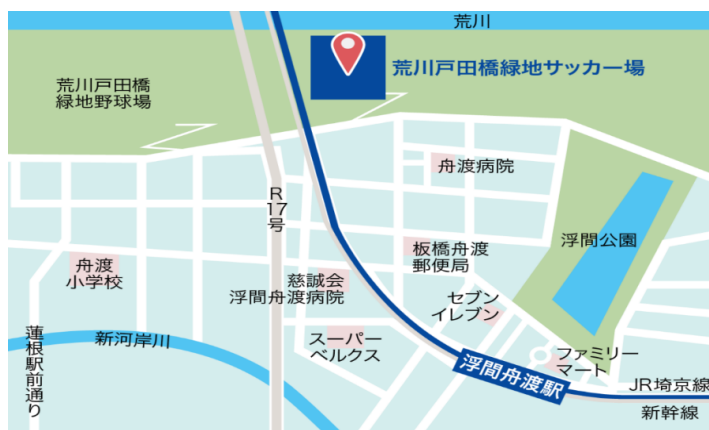 荒川
荒川戸田橋緑地サッカー場
荒川戸田橋
緑地野球場
舟渡病院
R
17
号
浮間公園
板橋舟渡
郵便局
舟渡
小学校
慈誠会
浮間舟渡病院
セブン
イレブン
新河岸川
スーパー
ベルクス
蓮根駅前通り
浮間舟渡駅
ファミリー
マート
JR埼京線
新幹線